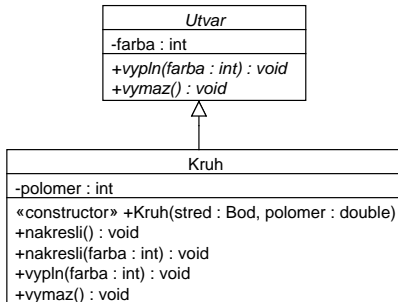 Utvar
-farba : int
+vypln(farba : int) : void
+vymaz() : void
Kruh
-polomer : int
«constructor» +Kruh(stred : Bod, polomer : double)
+nakresli() : void
+nakresli(farba : int) : void
+vypln(farba : int) : void
+vymaz() : void